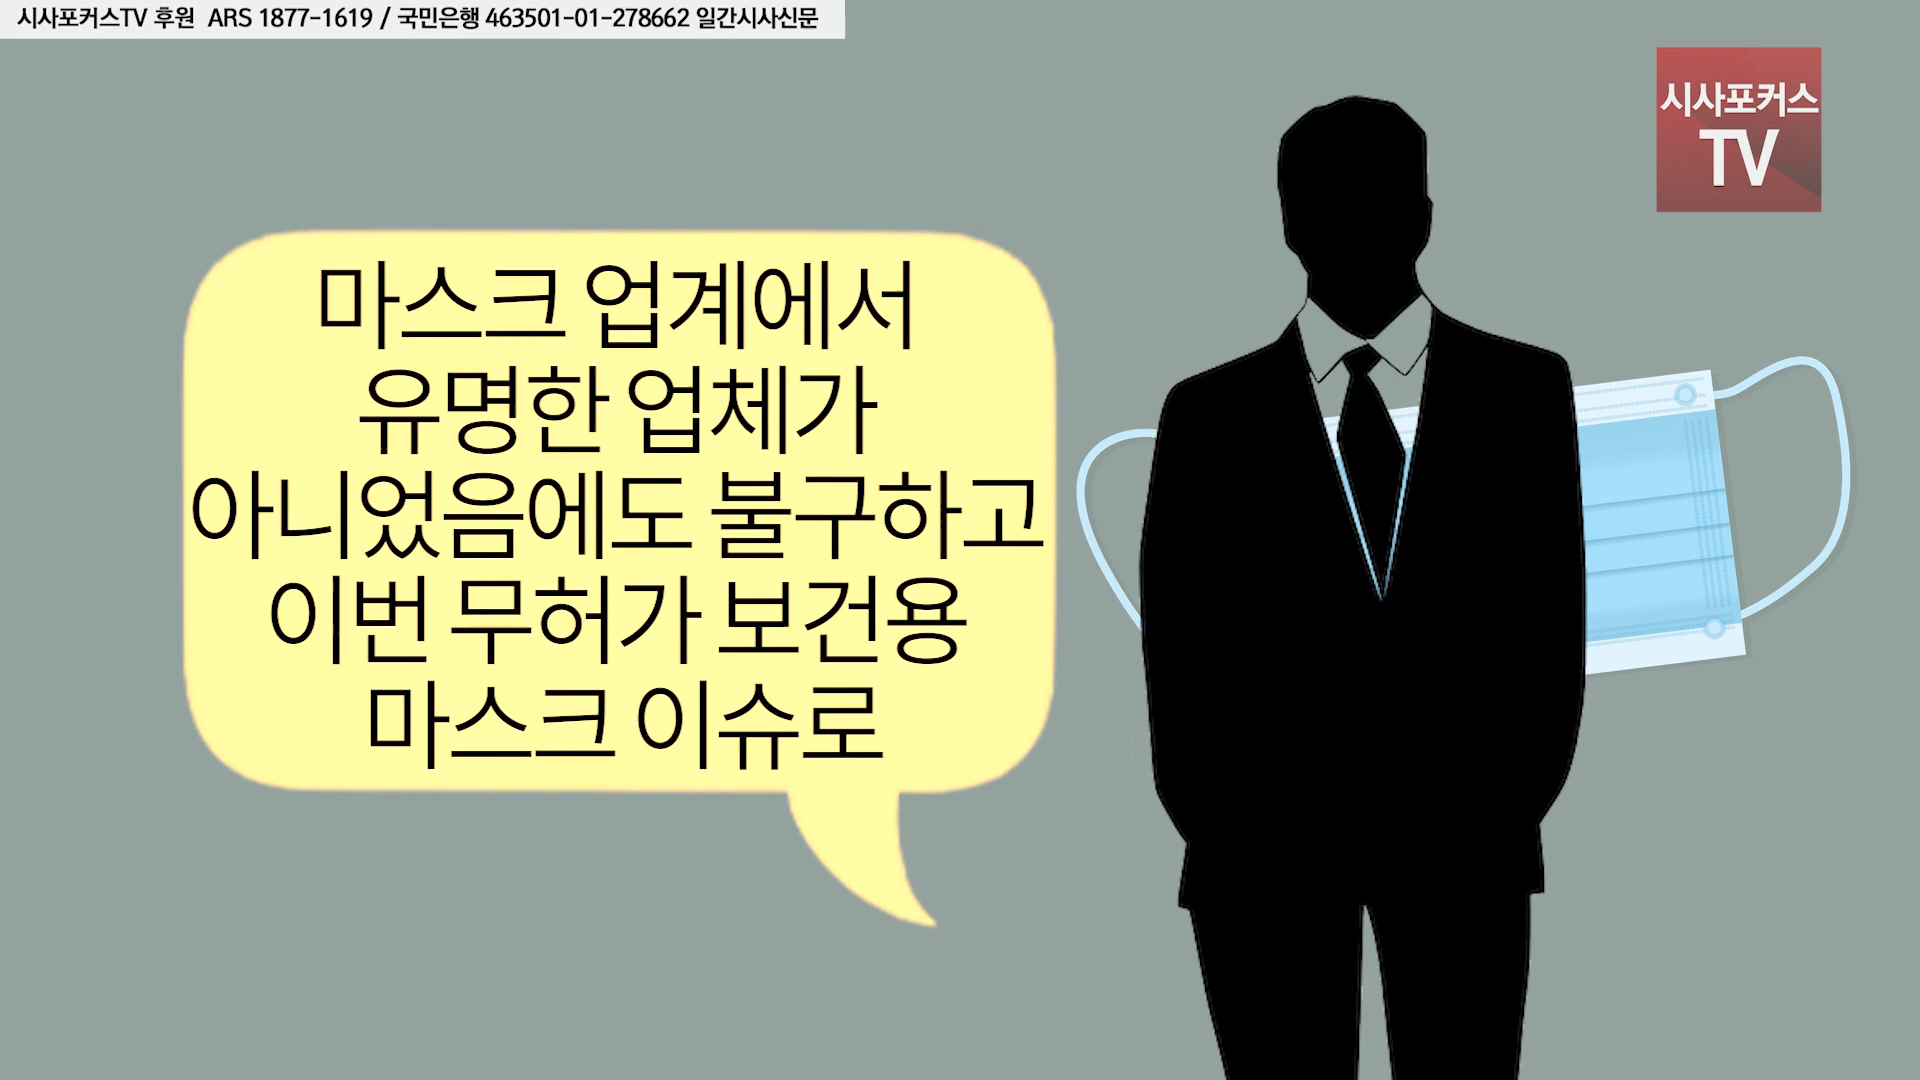 시사포커스TV 후원 ARS 1877-1619 / 국민은행 463501-01-278662 일간시사신문
시사포커스
TV
마스크 업계에서
유명한 업체가
아니었음에도 불구하고
이번 무허가 보건용
마스크 이슈로